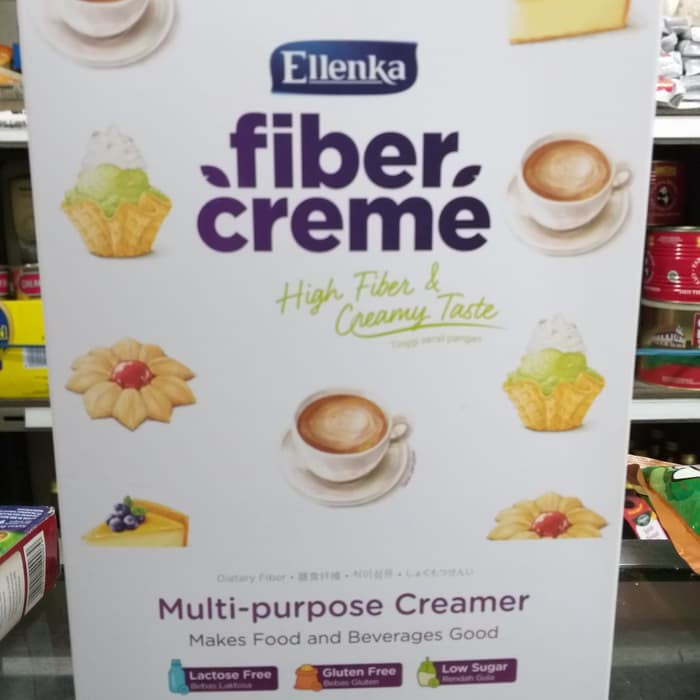 Ellenka
fiber
creme
High Fiber &
Creamy Taste
Tinggi serat pangan
Dietary Fiber • 膳食纤维 • 식이섬유 • しょくもつせんい
Multi-purpose Creamer
Makes Food and Beverages Good
Lactose Free
Bebas Laktosa
Gluten Free
Bebas Gluten
Low Sugar
Rendah Gula